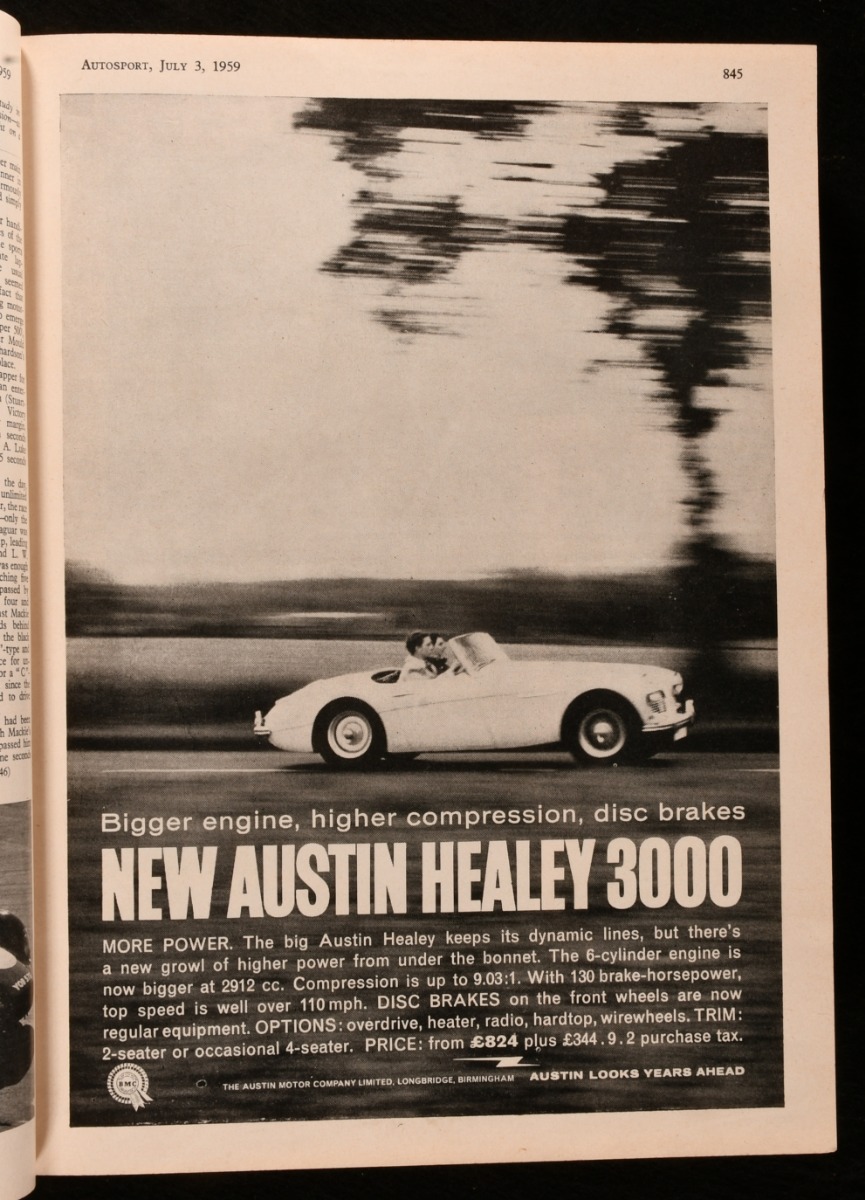 AUTOSPORT, JULY 3, 1959
845
Bigger engine, higher compression, disc brakes
NEW AUSTIN HEALEY 3000
MORE POWER. The big Austin Healey keeps its dynamic lines, but there's
a new growl of higher power from under the bonnet. The 6-cylinder engine is
now bigger at 2912 cc. Compression is up to 9.03:1. With 130 brake-horsepower,
top speed is well over 110 mph. DISC BRAKES on the front wheels are now
regular equipment. OPTIONS: overdrive, heater, radio, hardtop, wirewheels. TRIM:
2-seater or occasional 4-seater. PRICE: from £824 plus £344.9.2 purchase tax.
BMC
THE AUSTIN MOTOR COMPANY LIMITED, LONGBRIDGE, BIRMINGHAM
AUSTIN LOOKS YEARS AHEAD